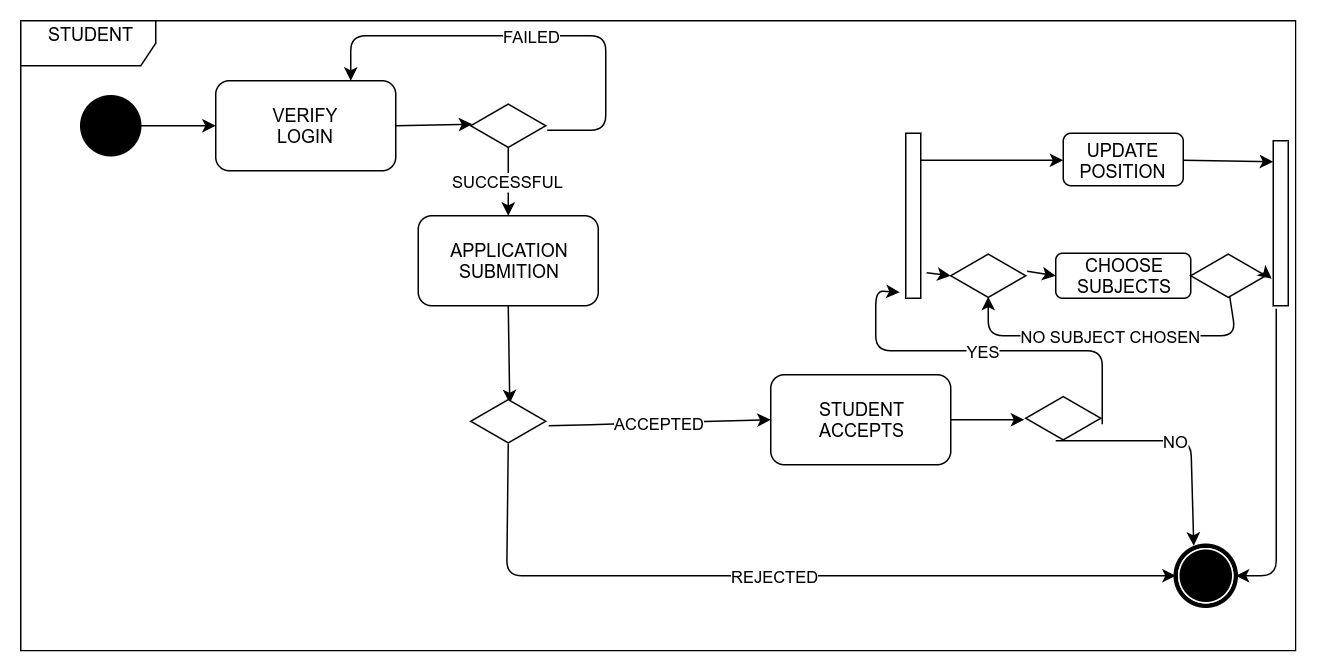 STUDENT
FAILED
VERIFY
LOGIN
SUCCESSFUL
APPLICATION
SUBMITION
UPDATE
POSITION
CHOOSE
SUBJECTS
NO SUBJECT CHOSEN
YES
STUDENT
ACCEPTS
ACCEPTED
NO
REJECTED